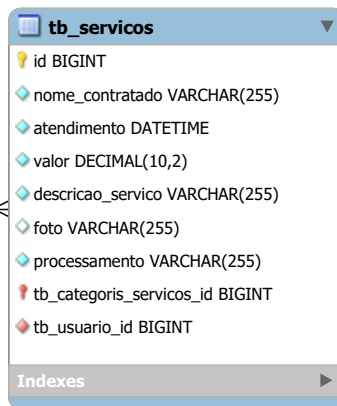 tb_servicos
id BIGINT
nome_contratado VARCHAR(255)
atendimento DATETIME
valor DECIMAL(10,2)
descricao_servico VARCHAR(255)
foto VARCHAR(255)
processamento VARCHAR(255)
tb_categoris_servicos_id BIGINT
tb_usuario_id BIGINT
Indexes